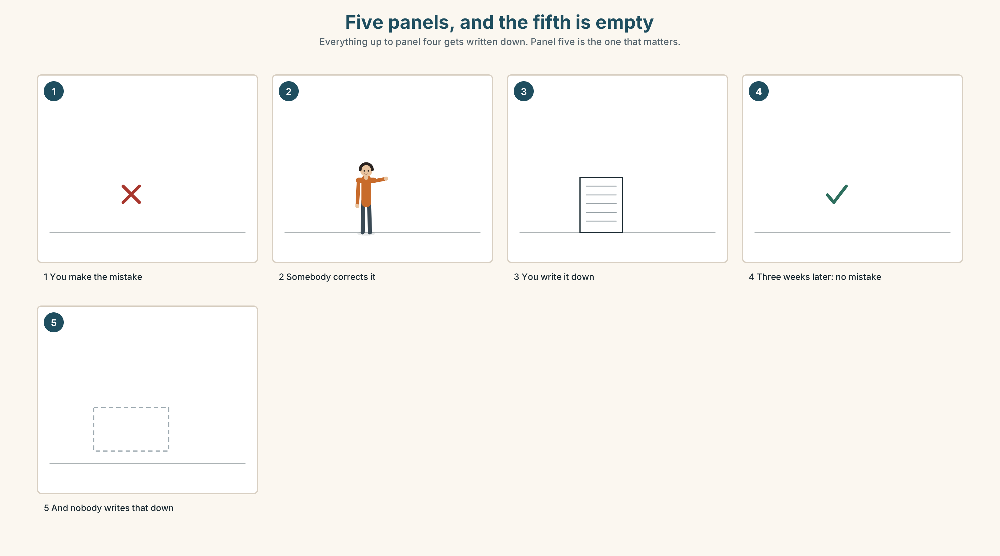 Five panels, and the fifth is empty
Everything up to panel four gets written down. Panel five is the one that matters.
1
2
3
4
1 You make the mistake
2 Somebody corrects it
3 You write it down
4 Three weeks later: no mistake
5
5 And nobody writes that down